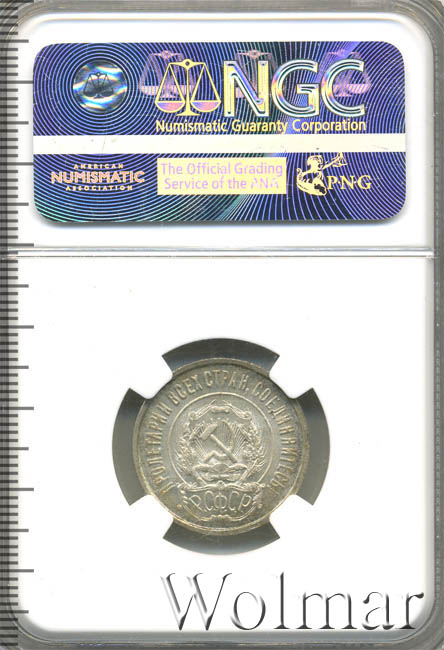 NGC
Numismatic Guaranty Corporation
AMERICAN
NUMISMATIC
ASSOCIATION
The Official Grading
Service of the PNG
P·N·G
ПРОЛЕТАРИИ ВСЕХ СТРАН, СОЕДИНЯЙТЕСЬ!
Р.С.Ф.С.Р.
Wolmar